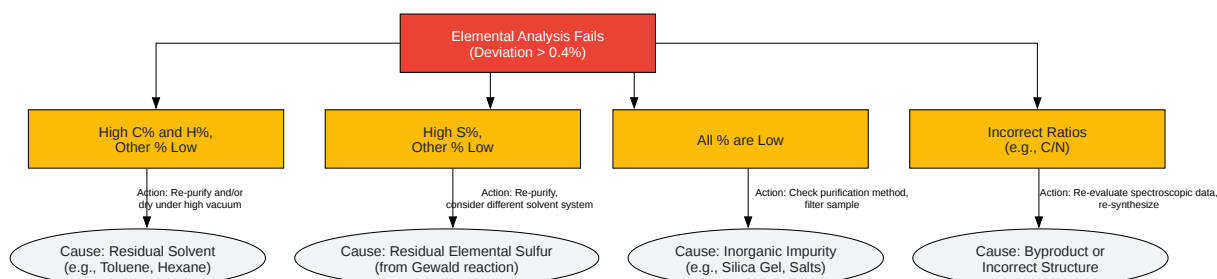 Elemental Analysis Fails
(Deviation > 0.4%)
High C% and H%,
Other % Low
High S%,
Other % Low
All % are Low
Incorrect Ratios
(e.g., C/N)
Action: Re-purify and/or
dry under high vacuum
Action: Re-purify,
consider different solvent system
Action: Check purification method,
filter sample
Action: Re-evaluate spectroscopic data,
re-synthesize
Cause: Residual Solvent
(e.g., Toluene, Hexane)
Cause: Residual Elemental Sulfur
(from Gewald reaction)
Cause: Inorganic Impurity
(e.g., Silica Gel, Salts)
Cause: Byproduct or
Incorrect Structure